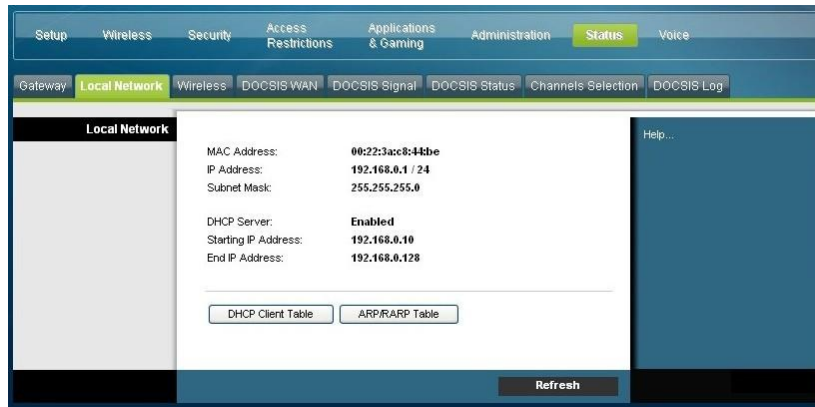 Setup Wireless Security Access Restrictions Applications & Gaming Administration Status Voice
Gateway Local Network Wireless DOCSIS WAN DOCSIS Signal DOCSIS Status Channels Selection DOCSIS Log
Local Network
Help...
MAC Address: 00:22:3a:c8:44:be
IP Address: 192.168.0.1 / 24
Subnet Mask: 255.255.255.0
DHCP Server: Enabled
Starting IP Address: 192.168.0.10
End IP Address: 192.168.0.128
DHCP Client Table ARP/RARP Table
Refresh